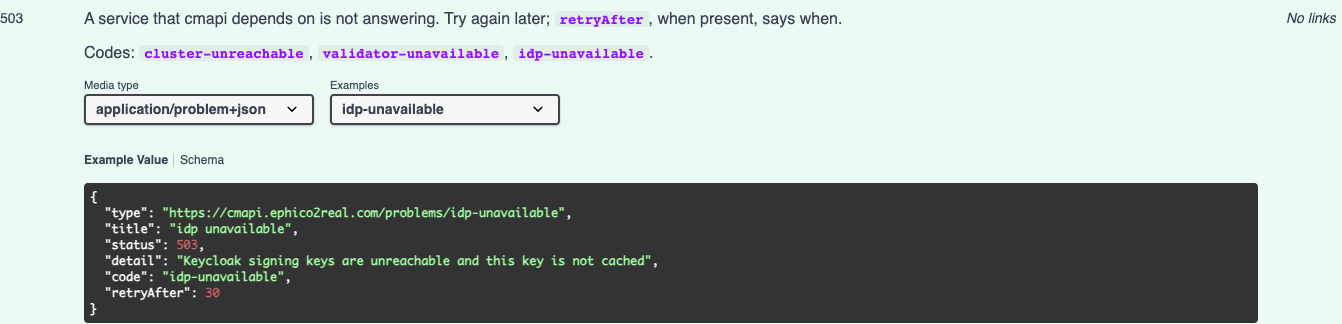 503 A service that cmapi depends on is not answering. Try again later; retryAfter , when present, says when. No links
Codes: cluster-unreachable , validator-unavailable , idp-unavailable .
Media type Examples
application/problem+json idp-unavailable
Example Value Schema
{
  "type": "https://cmapi.ephico2real.com/problems/idp-unavailable",
  "title": "idp unavailable",
  "status": 503,
  "detail": "Keycloak signing keys are unreachable and this key is not cached",
  "code": "idp-unavailable",
  "retryAfter": 30
}